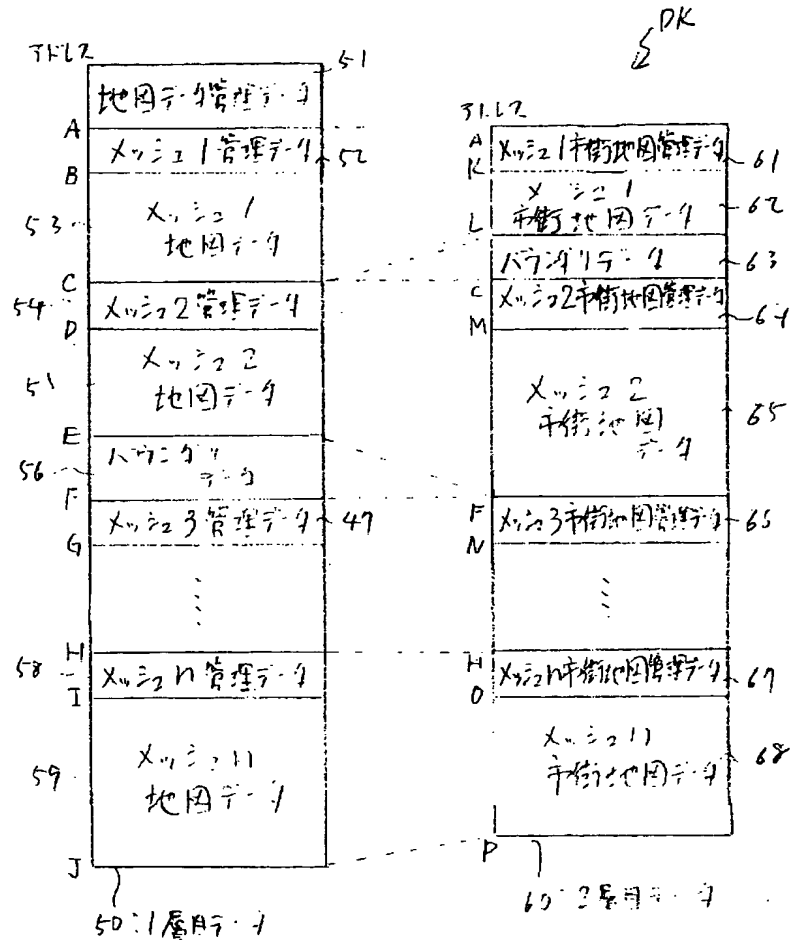 DK
アドレス
51
地図データ管理データ
A
メッシュ1管理データ
52
B
53
メッシュ1
地図データ
C
54
メッシュ2管理データ
D
メッシュ2
地図データ
E
56
バウンダリ
データ
F
メッシュ3管理データ
47
G
H
58
メッシュn管理データ
I
59
メッシュn
地図データ
J
50:1層目データ
アドレス
A
メッシュ1市街地図管理データ
61
K
メッシュ1
市街地図
データ
62
L
バウンダリデータ
63
C
メッシュ2市街地図管理データ
64
M
メッシュ2
市街地図
データ
65
F
メッシュ3市街地図管理データ
N
H
メッシュn市街地図管理データ
67
O
メッシュn
市街地図データ
68
P
60:2層目データ